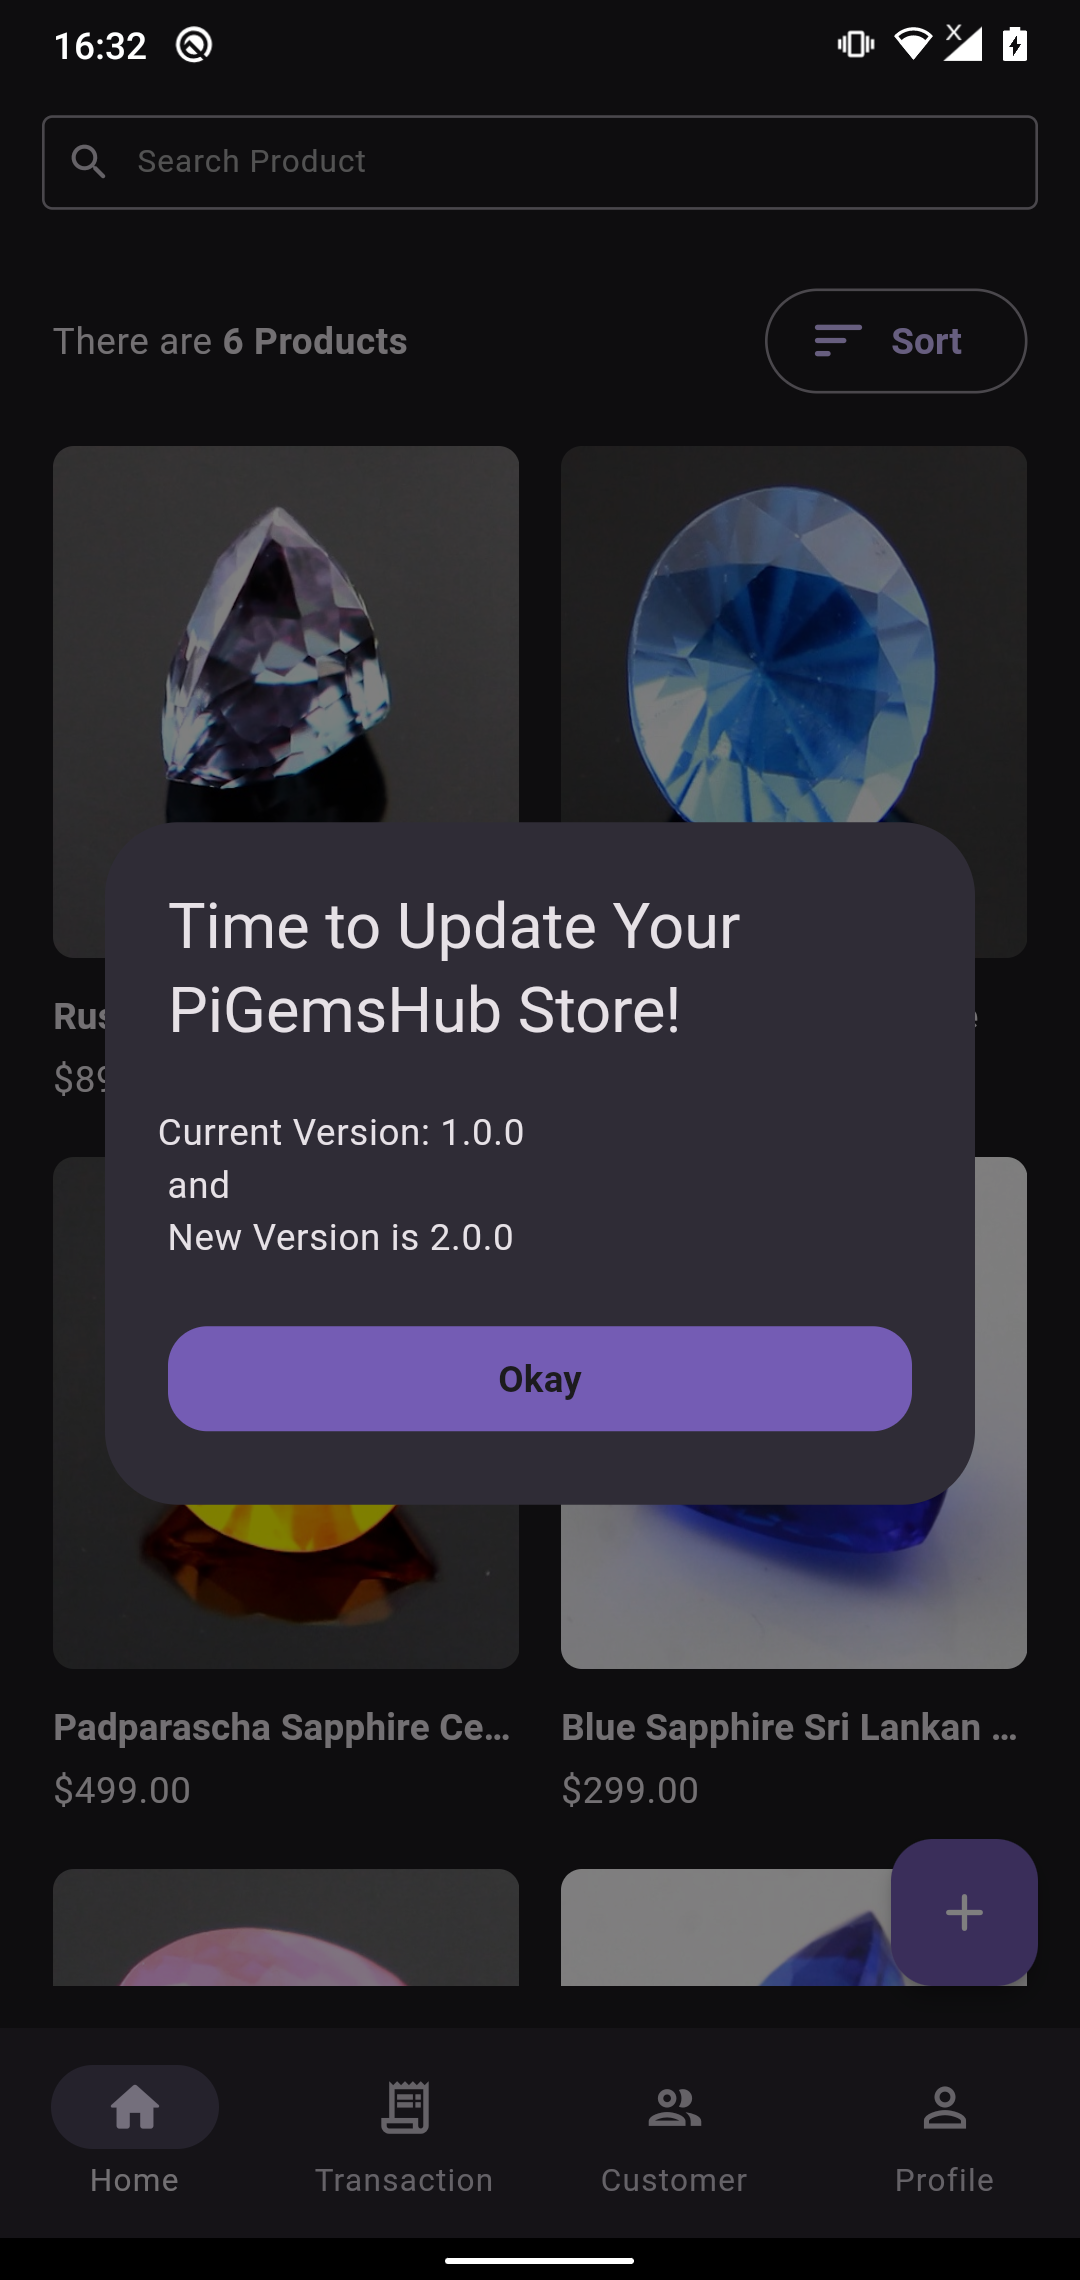 16:32
Search Product
There are 6 Products
Sort
Time to Update Your
PiGemsHub Store!
$89
Current Version: 1.0.0
and
New Version is 2.0.0
Okay
Padparascha Sapphire Ce…
Blue Sapphire Sri Lankan …
$499.00
$299.00
Home
Transaction
Customer
Profile